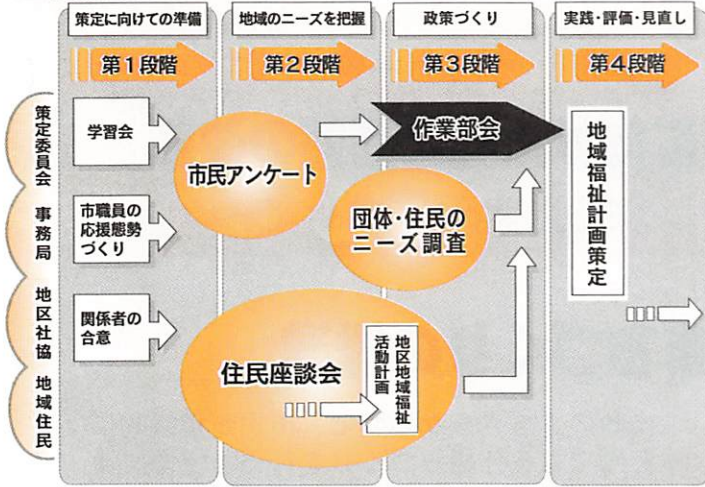 策定に向けての準備
地域のニーズを把握
政策づくり
実践・評価・見直し
第1段階
第2段階
第3段階
第4段階
策定委員会
事務局
地区社協
地域住民
学習会
市職員の
応援態勢
づくり
関係者の
合意
市民アンケート
作業部会
団体・住民の
ニーズ調査
住民座談会
地区地域福祉
活動計画
地域福祉計画策定